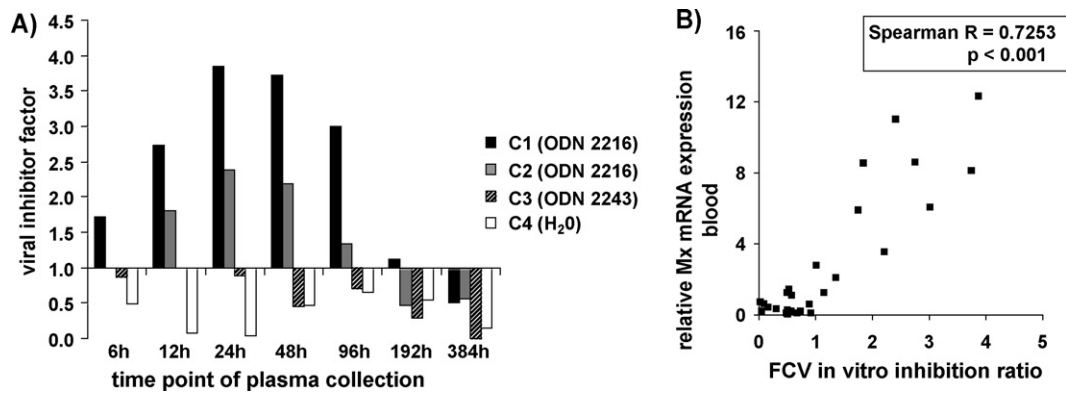 A)
viral inhibitor factor
4.5
4.0
3.5
3.0
2.5
2.0
1.5
1.0
0.5
0.0
6h 12h 24h 48h 96h 192h 384h
time point of plasma collection
C1 (ODN 2216)
C2 (ODN 2216)
C3 (ODN 2243)
C4 (H₂0)
B)
relative Mx mRNA expression
blood
16
12
8
4
0
0 1 2 3 4 5
FCV in vitro inhibition ratio
Spearman R = 0.7253
p < 0.001